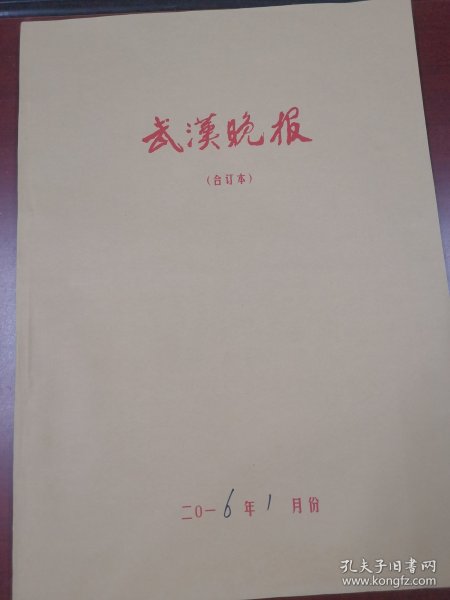 武漢晚报
(合订本)
二0一6年1月份
孔夫子旧书网
www.kongfz.com